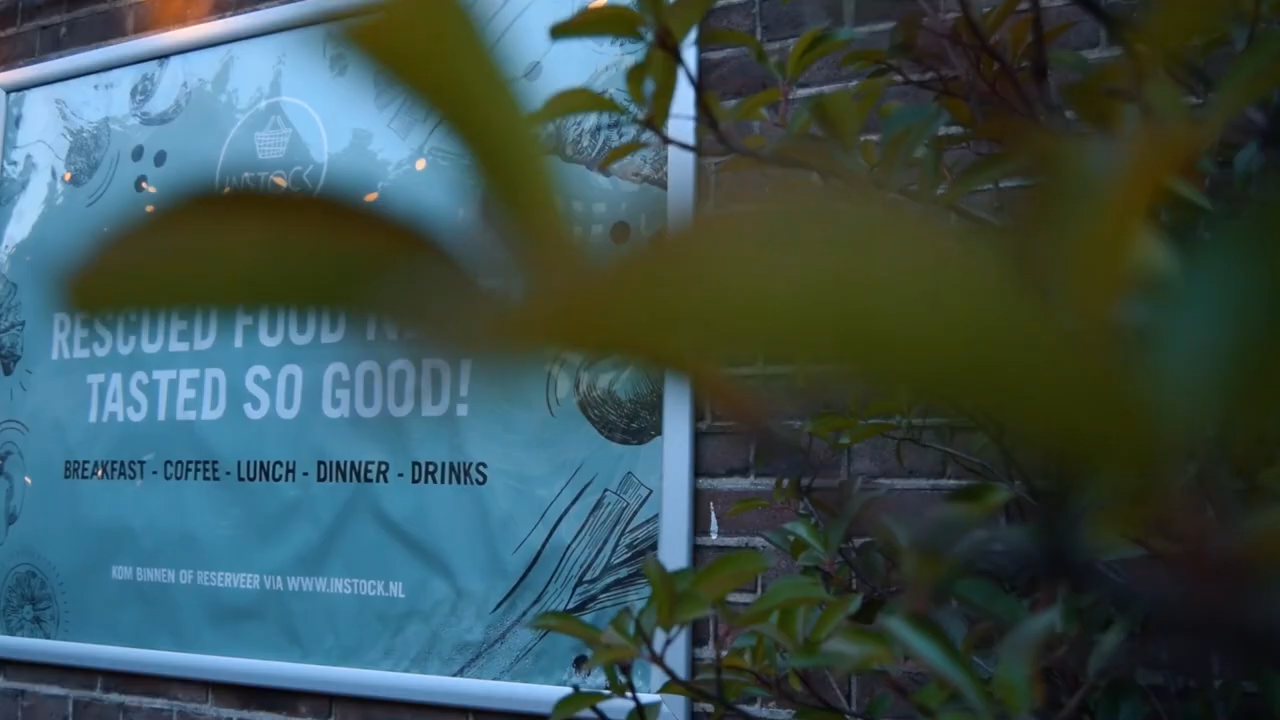 INSTOCK
RESCUED FOOD
TASTED SO GOOD!
BREAKFAST - COFFEE - LUNCH - DINNER - DRINKS
KOM BINNEN OF RESERVEER VIA WWW.INSTOCK.NL